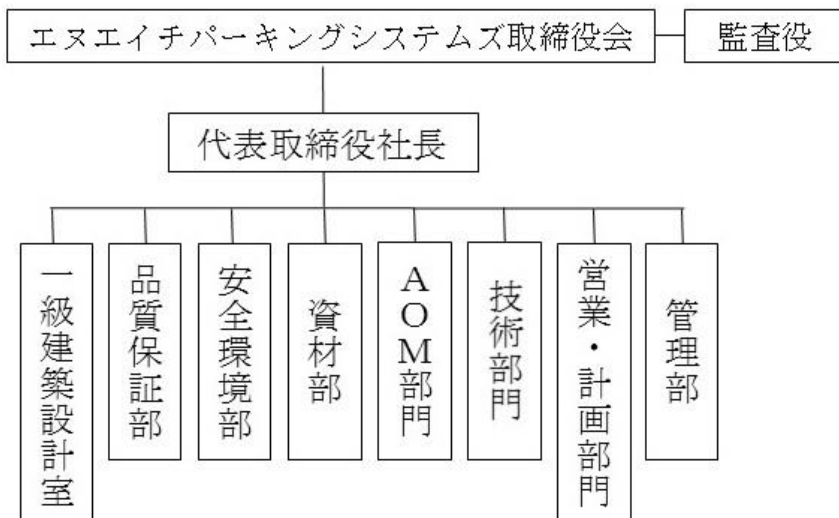 エヌエイチパーキングシステムズ取締役会
監査役
代表取締役社長
一級建築設計室
品質保証部
安全環境部
資材部
AOM部門
技術部門
営業・計画部門
管理部